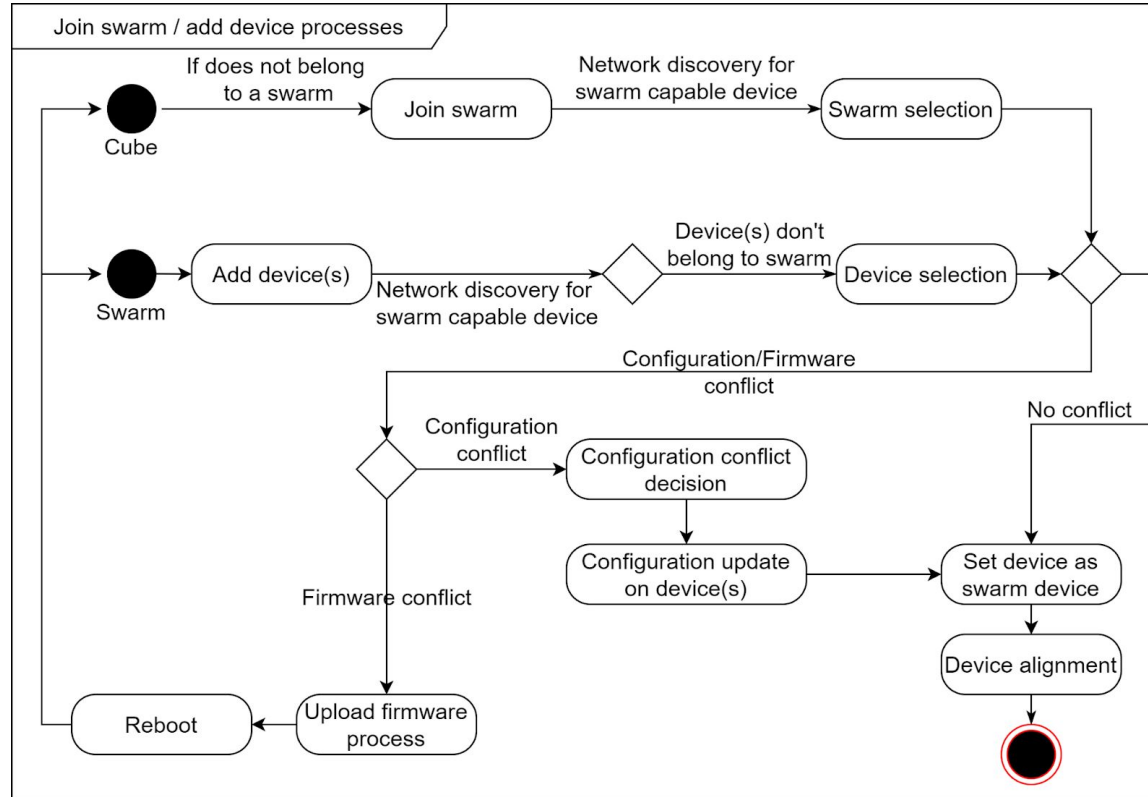 Join swarm / add device processes
If does not belong
to a swarm
Network discovery for
swarm capable device
Join swarm
Swarm selection
Cube
Device(s) don't
belong to swarm
Add device(s)
Device selection
Swarm
Network discovery for
swarm capable device
Configuration/Firmware
conflict
No conflict
Configuration
conflict
Configuration conflict
decision
Configuration update
on device(s)
Set device as
swarm device
Firmware conflict
Device alignment
Reboot
Upload firmware
process